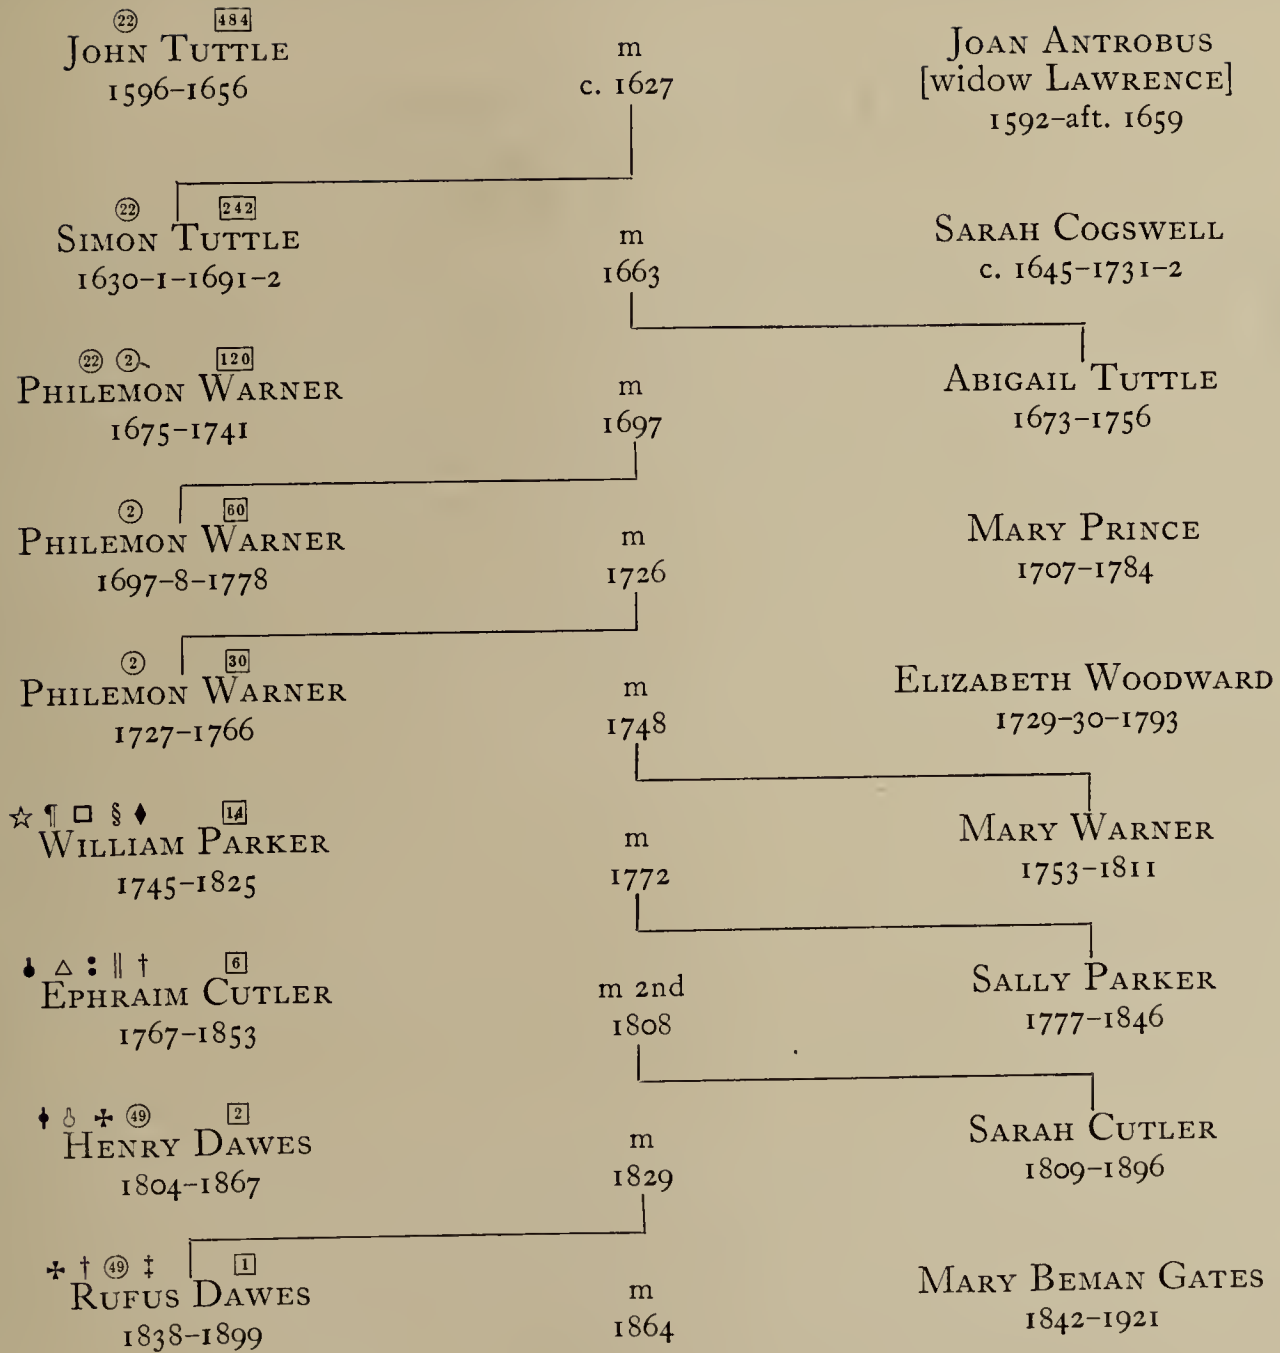 ㉒ 484
JOHN TUTTLE m JOAN ANTROBUS
1596–1656 c. 1627 [widow LAWRENCE]
1592–aft. 1659
㉒ 242
SIMON TUTTLE m SARAH COGSWELL
1630-1–1691-2 1663 c. 1645–1731-2
㉒ ② 120
PHILEMON WARNER m ABIGAIL TUTTLE
1675–1741 1697 1673–1756
② 60
PHILEMON WARNER m MARY PRINCE
1697-8–1778 1726 1707–1784
② 30
PHILEMON WARNER m ELIZABETH WOODWARD
1727–1766 1748 1729-30–1793
☆ ¶ □ § ♦ 14
WILLIAM PARKER m MARY WARNER
1745–1825 1772 1753–1811
△ : ‖ † 6
EPHRAIM CUTLER m 2nd SALLY PARKER
1767–1853 1808 1777–1846
✢ ㊾ 2
HENRY DAWES m SARAH CUTLER
1804–1867 1829 1809–1896
✢ † ㊾ ‡ 1
RUFUS DAWES m MARY BEMAN GATES
1838–1899 1864 1842–1921